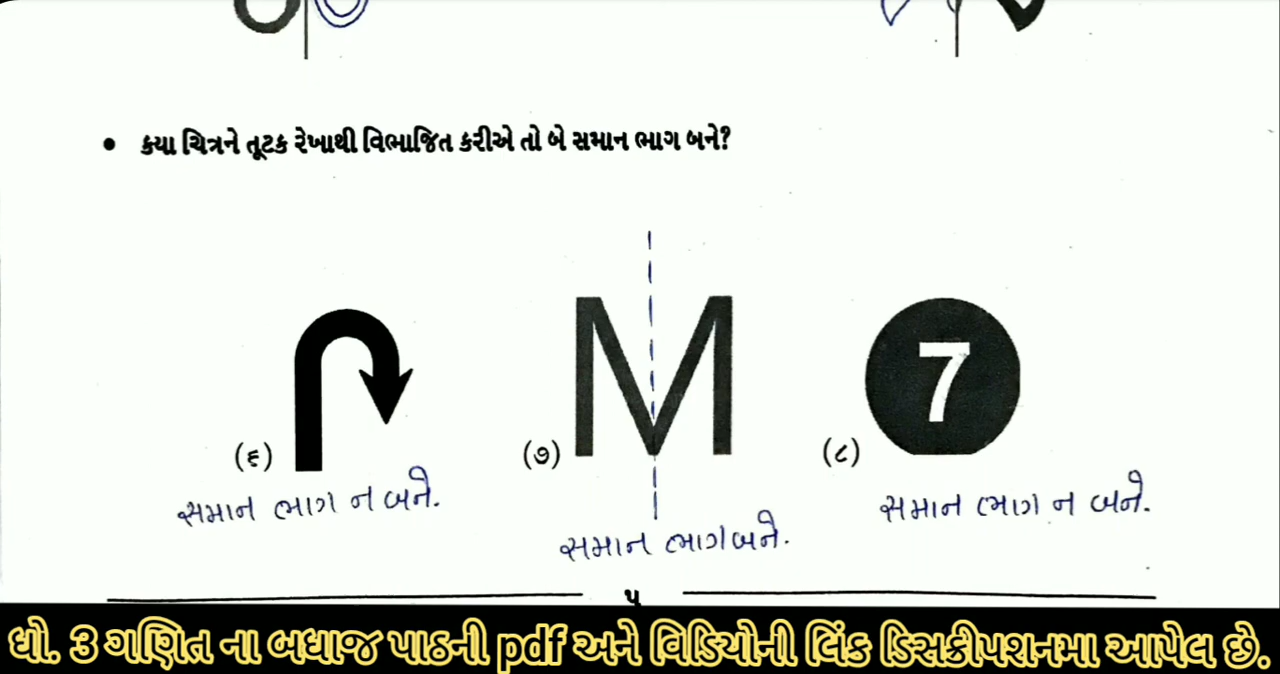 • કયા ચિત્રને તૂટક રેખાથી વિભાજિત કરીએ તો બે સમાન ભાગ બને?
M
7
(૬)
(૭)
(૮)
સમાન ભાગ ન બને.
સમાન ભાગ ન બને.
સમાન ભાગ બને.
૫
ધો. 3 ગણિત ના બધાજ પાઠની pdf અને વિડિયોની લિંક ડિસક્રીપશનમા આપેલ છે.